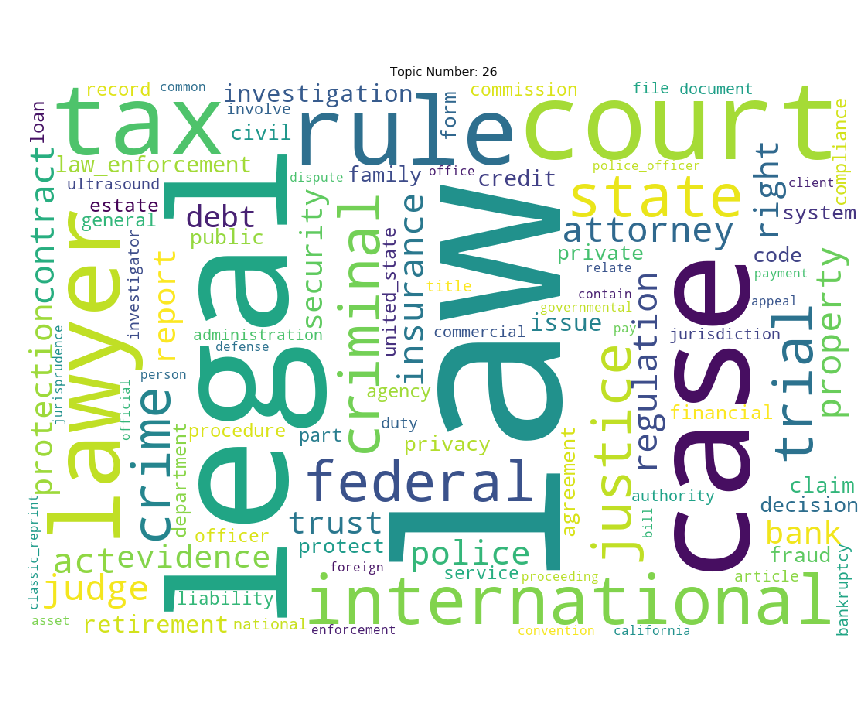 Topic Number: 26
record
common
investigation
commission
file
document
tax
rule
court
loan
involve
form
civil
compliance
law_enforcement
dispute
family
office
credit
police_officer
right
client
ultrasound
state
estate
debt
system
general
attorney
contract
public
security
criminal
insurance
private
code
lawyer
legal
law
case
investigator
report
united_state
relate
payment
title
contain
governmental
appeal
administration
commercial
issue
pay
jurisdiction
defense
regulation
trial
property
protection
jurisprudence
person
agency
justice
official
crime
procedure
part
duty
financial
department
privacy
agreement
federal
authority
claim
classic_reprint
trust
decision
officer
bill
bank
act
evidence
protect
police
fraud
foreign
service
proceeding
article
judge
liability
international
bankruptcy
asset
retirement
national
enforcement
convention
california